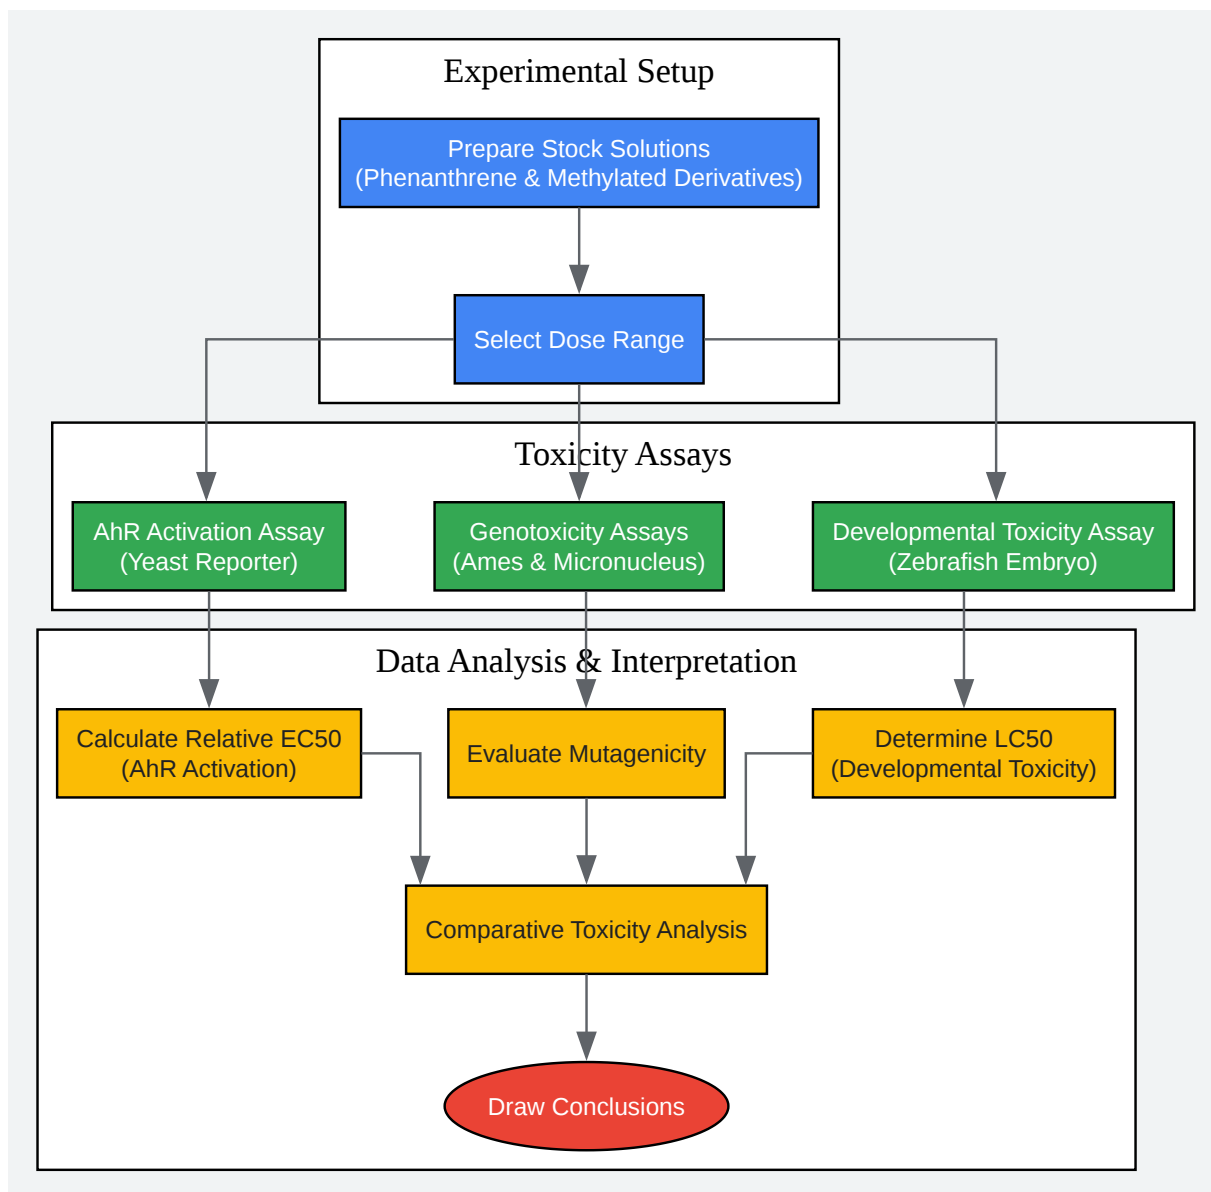 Experimental Setup
Prepare Stock Solutions
(Phenanthrene & Methylated Derivatives)
Select Dose Range
Toxicity Assays
AhR Activation Assay
(Yeast Reporter)
Genotoxicity Assays
(Ames & Micronucleus)
Developmental Toxicity Assay
(Zebrafish Embryo)
Data Analysis & Interpretation
Calculate Relative EC50
(AhR Activation)
Evaluate Mutagenicity
Determine LC50
(Developmental Toxicity)
Comparative Toxicity Analysis
Draw Conclusions